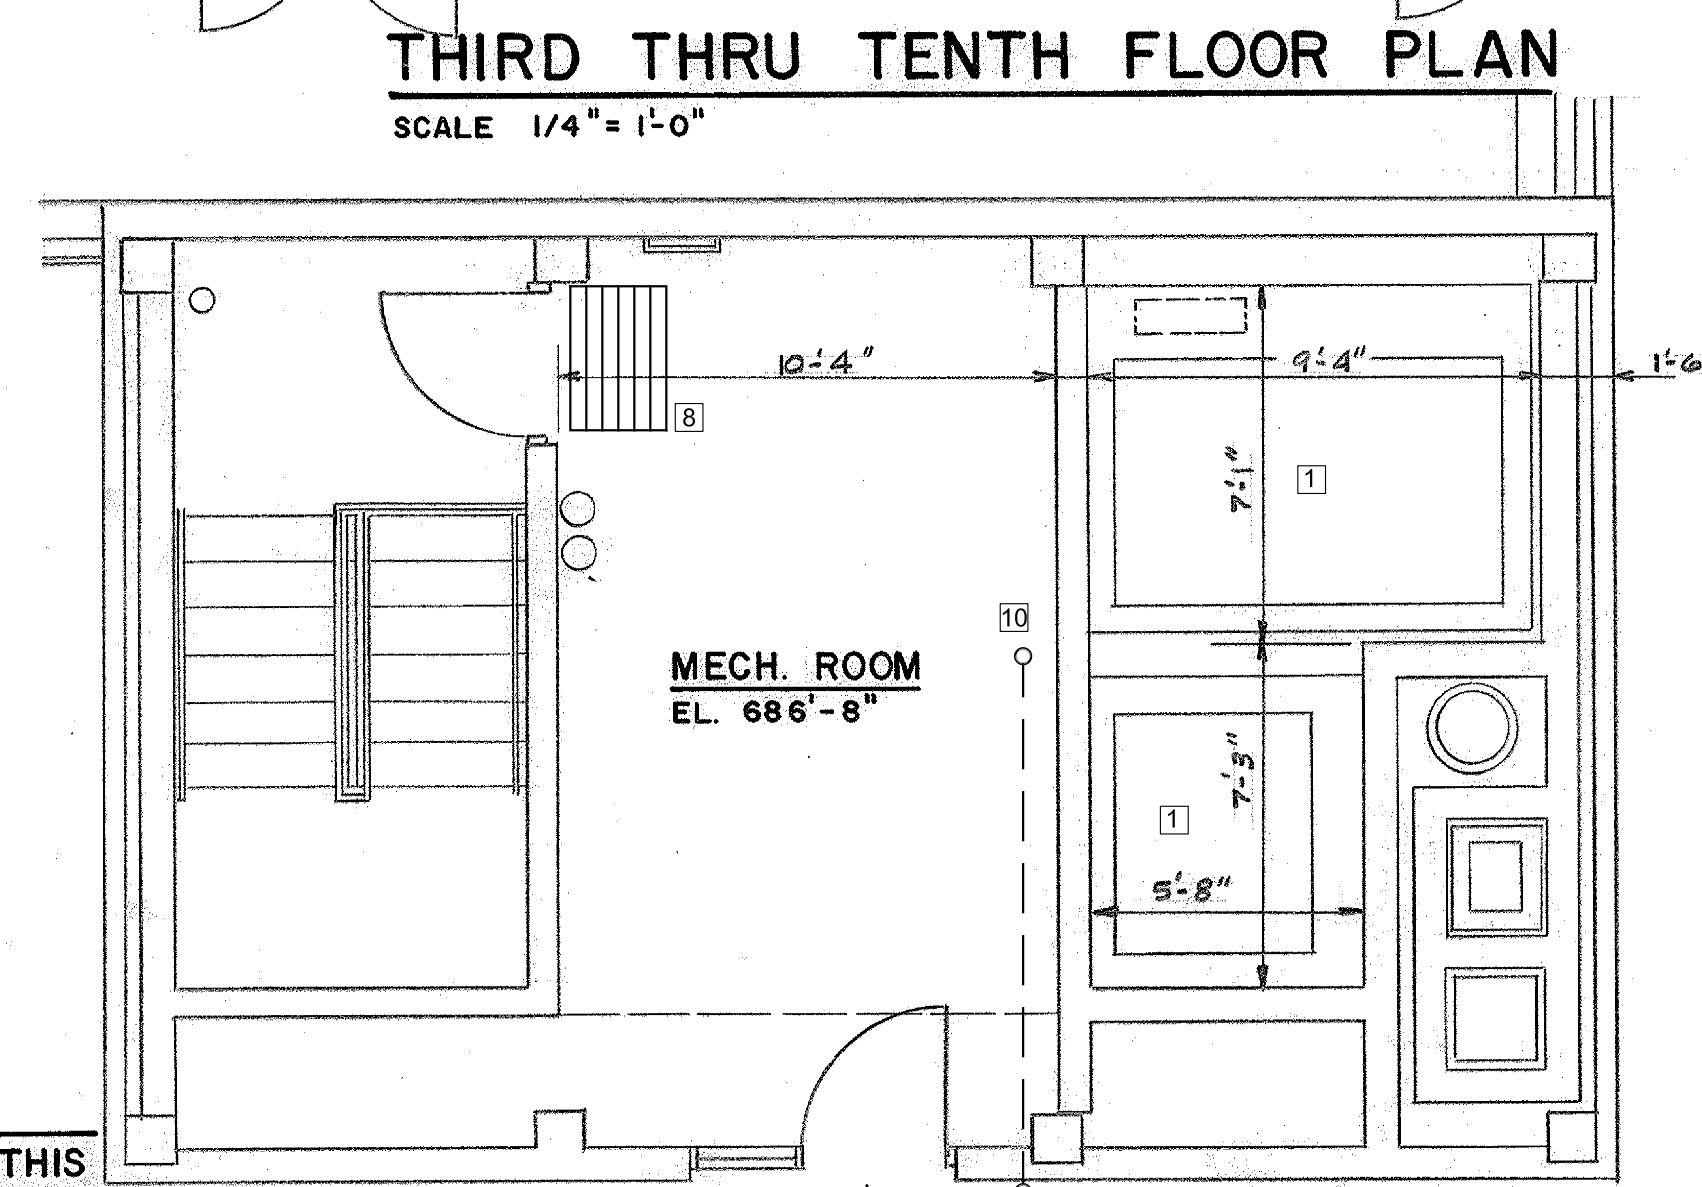 THIRD THRU TENTH FLOOR PLAN
SCALE 1/4"= 1'-0"
10'-4"
9'-4"
1'-6
8
7'-1"
1
10
MECH. ROOM
EL. 686'-8"
7'-3"
1
5'-8"
THIS